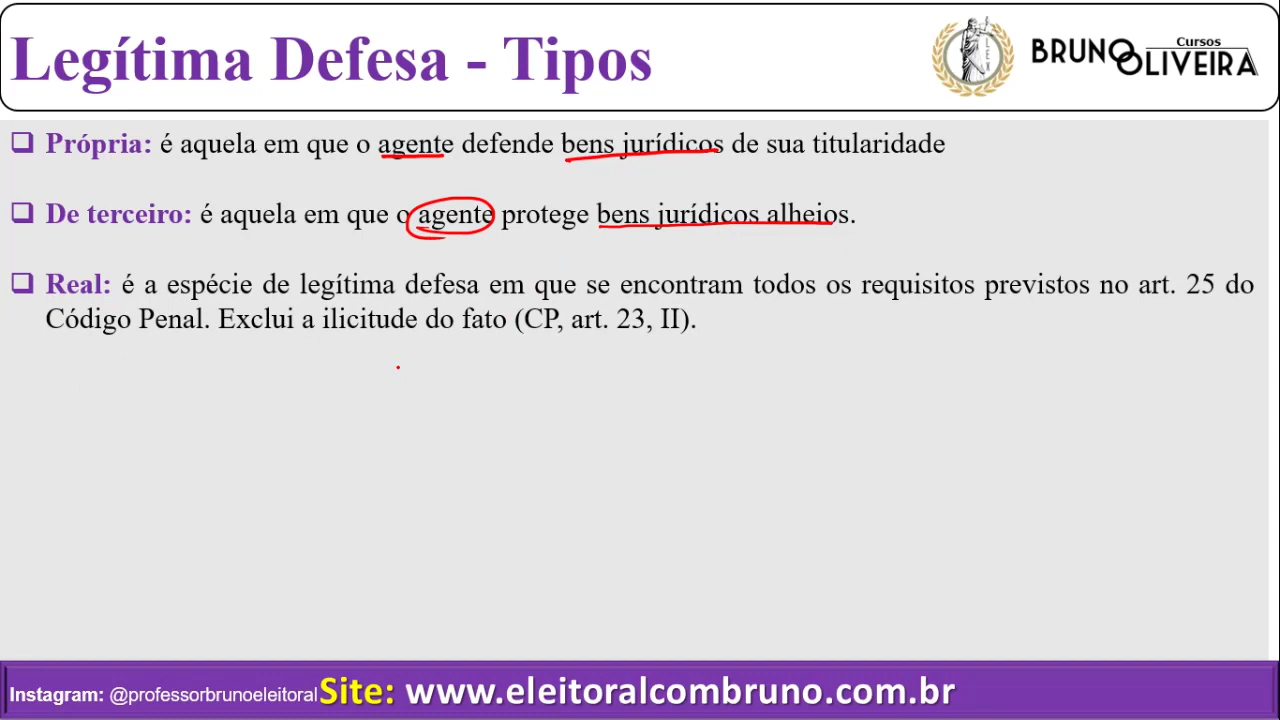 Legítima Defesa - Tipos
LEX
Cursos
BRUNO
OLIVEIRA
❑ Própria: é aquela em que o agente defende bens jurídicos de sua titularidade
❑ De terceiro: é aquela em que o agente protege bens jurídicos alheios.
❑ Real: é a espécie de legítima defesa em que se encontram todos os requisitos previstos no art. 25 do
Código Penal. Exclui a ilicitude do fato (CP, art. 23, II).
Instagram: @professorbrunoeleitoral Site: www.eleitoralcombruno.com.br